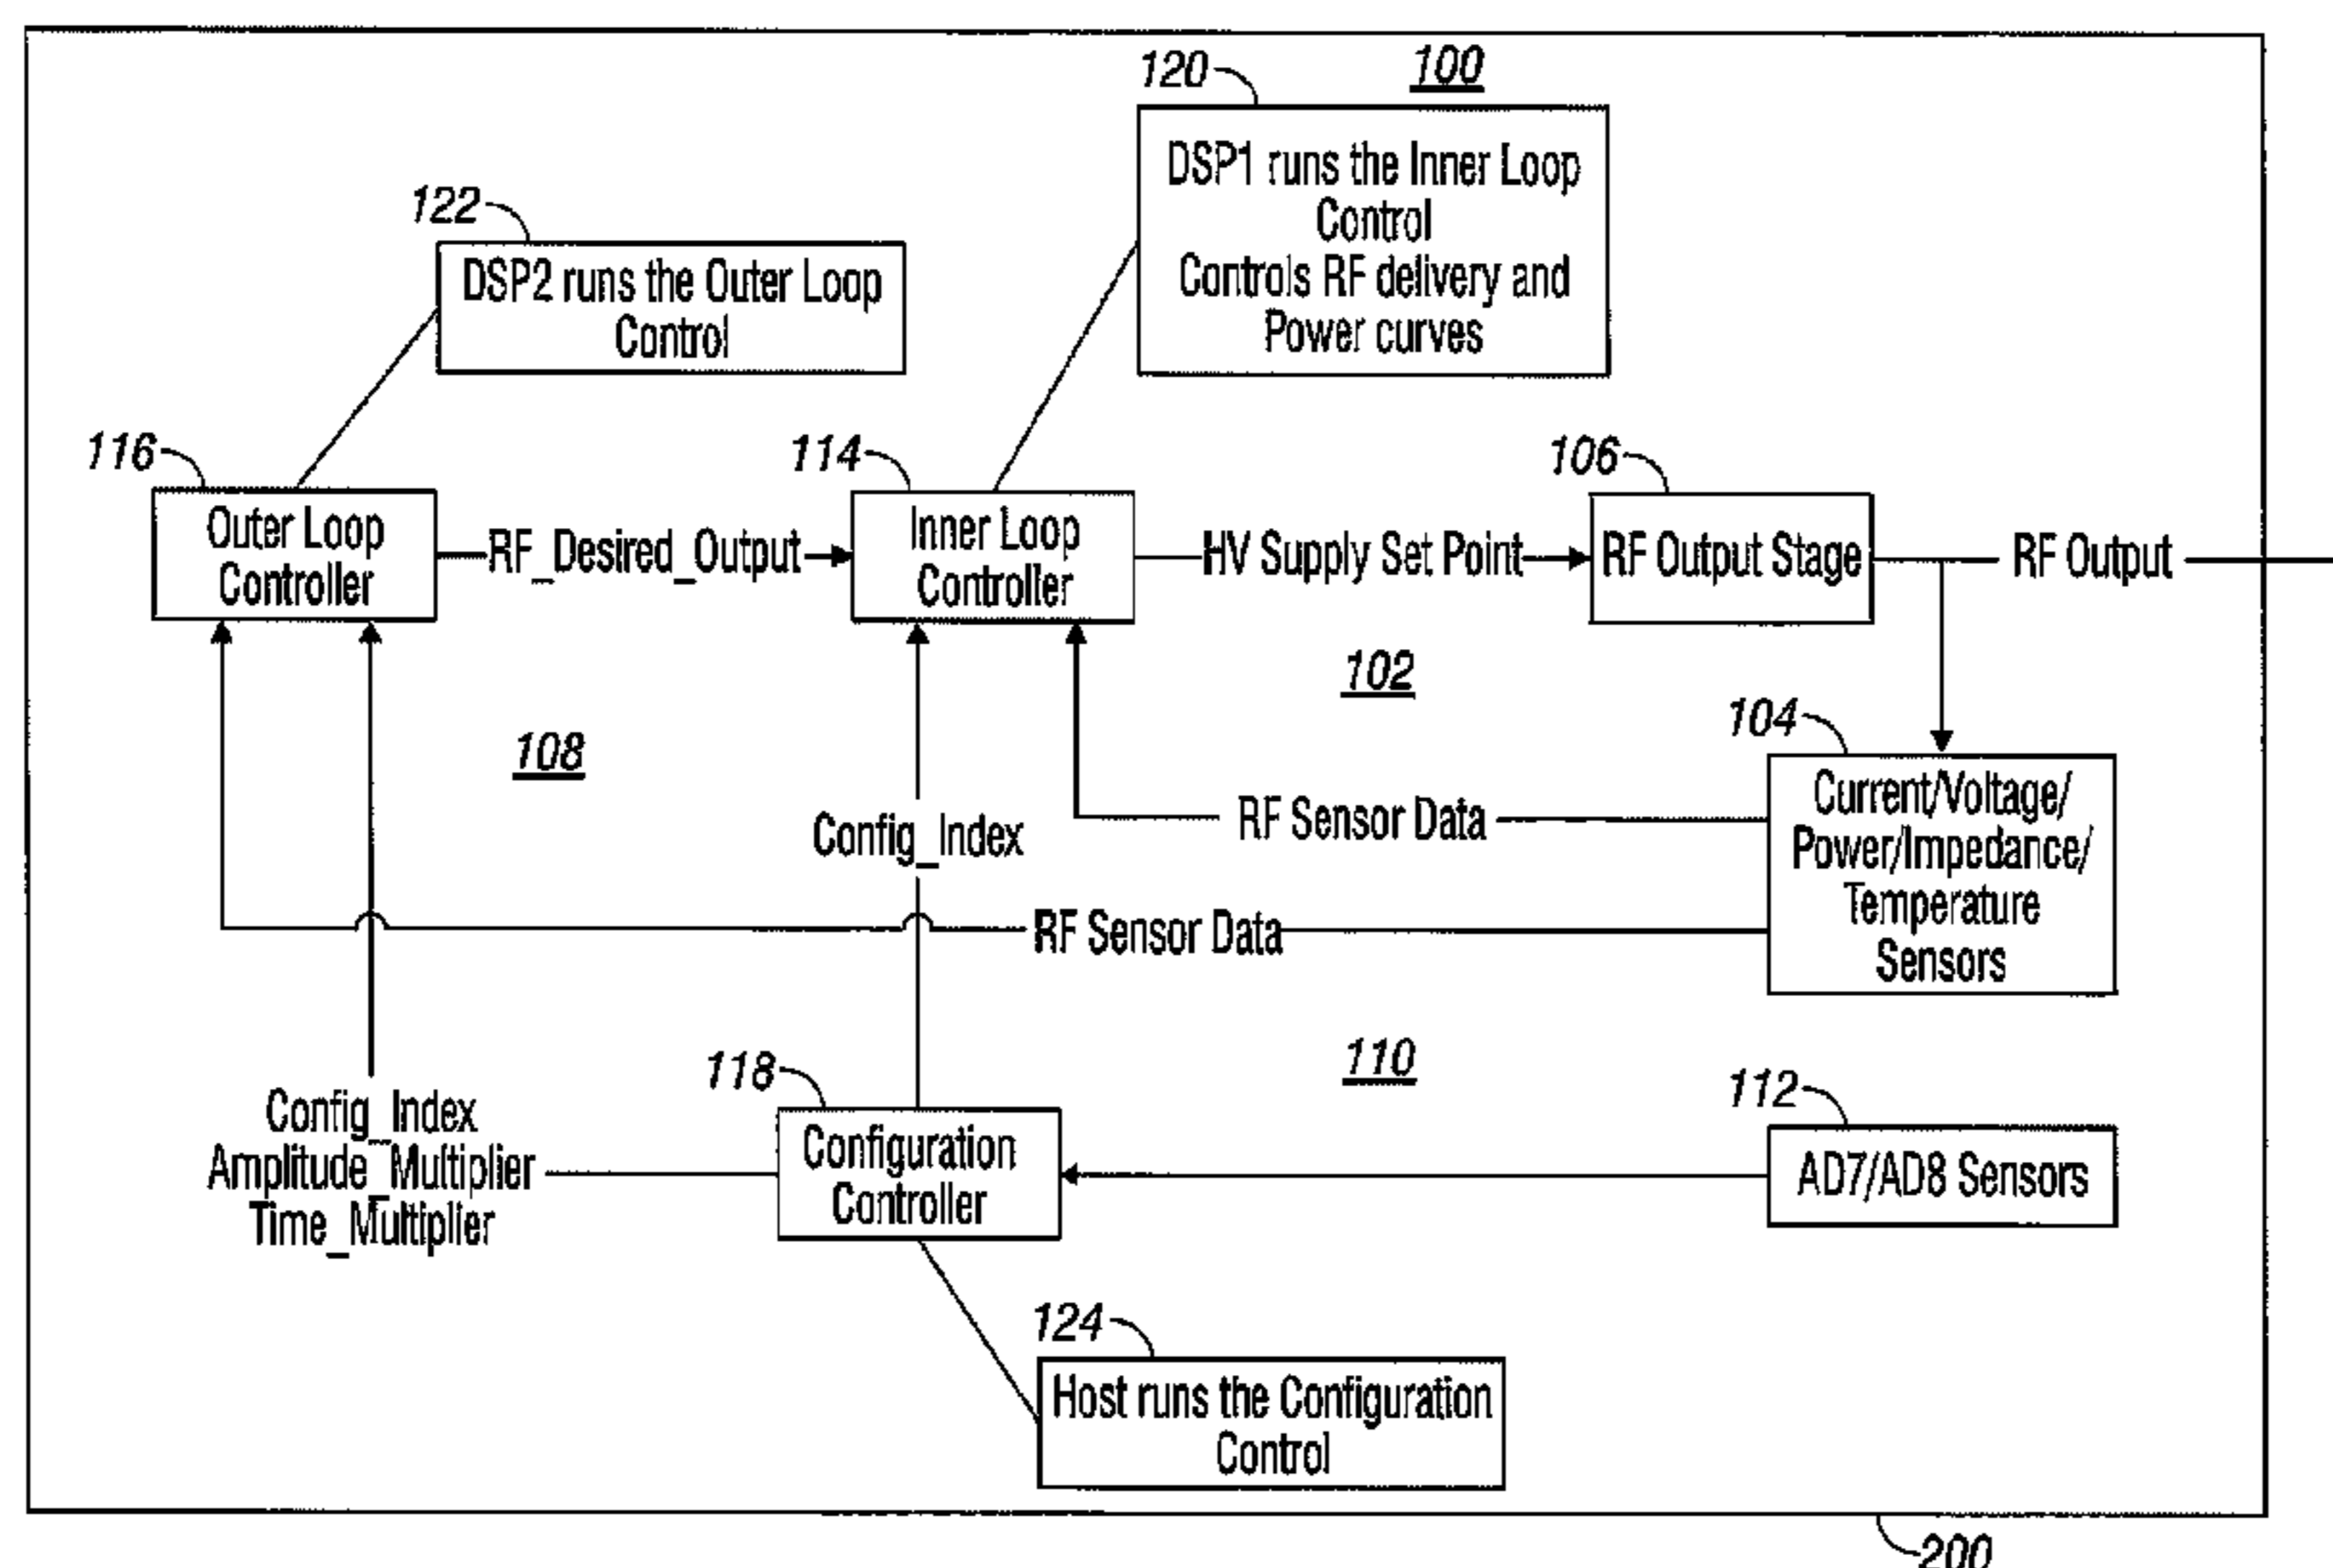 100
120
DSP1 runs the Inner Loop
Control
Controls RF delivery and
Power curves
122
DSP2 runs the Outer Loop
Control
116
Outer Loop
Controller
RF_Desired_Output
114
Inner Loop
Controller
HV Supply Set Point
106
RF Output Stage
RF Output
102
108
104
Current/Voltage/
Power/Impedance/
Temperature
Sensors
RF Sensor Data
Config_Index
RF Sensor Data
110
118
Configuration
Controller
112
AD7/AD8 Sensors
Config_Index
Amplitude_Multiplier
Time_Multiplier
124
Host runs the Configuration
Control
200